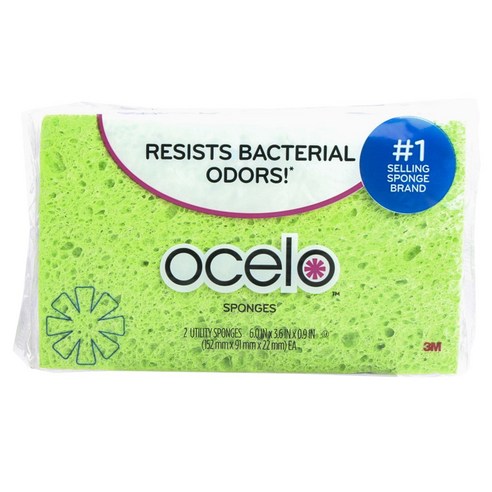 RESISTS BACTERIAL
ODORS!*
#1
SELLING
SPONGE
BRAND
ocelo™
SPONGES
2 UTILITY SPONGES 6.0 IN x 3.6 IN x 0.9 IN
(152 mm x 91 mm x 22 mm) EA.
3M